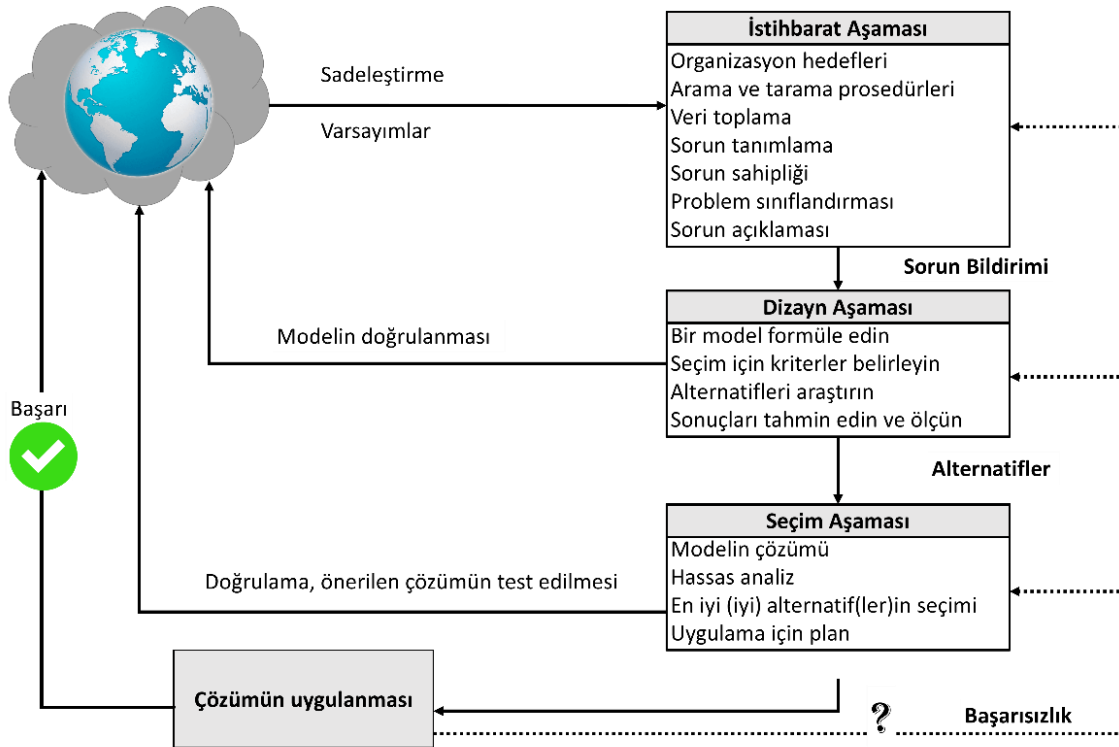 İstihbarat Aşaması
Organizasyon hedefleri
Arama ve tarama prosedürleri
Veri toplama
Sorun tanımlama
Sorun sahipliği
Problem sınıflandırması
Sorun açıklaması
Sadeleştirme
Varsayımlar
Sorun Bildirimi
Dizayn Aşaması
Bir model formüle edin
Seçim için kriterler belirleyin
Alternatifleri araştırın
Sonuçları tahmin edin ve ölçün
Modelin doğrulanması
Başarı
Alternatifler
Seçim Aşaması
Modelin çözümü
Hassas analiz
En iyi (iyi) alternatif(ler)in seçimi
Uygulama için plan
Doğrulama, önerilen çözümün test edilmesi
Çözümün uygulanması
?
Başarısızlık